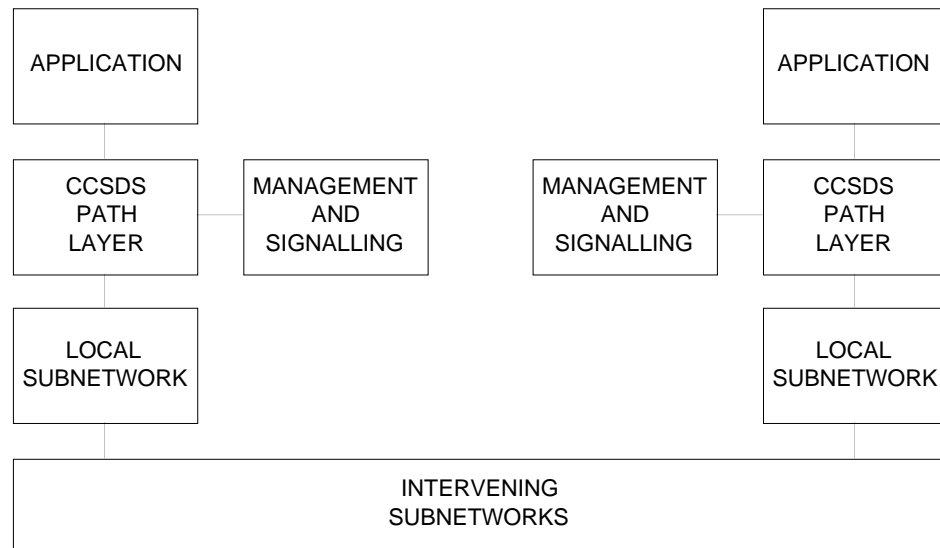 APPLICATION
APPLICATION
CCSDS
PATH
LAYER
MANAGEMENT
AND
SIGNALLING
MANAGEMENT
AND
SIGNALLING
CCSDS
PATH
LAYER
LOCAL
SUBNETWORK
LOCAL
SUBNETWORK
INTERVENING
SUBNETWORKS